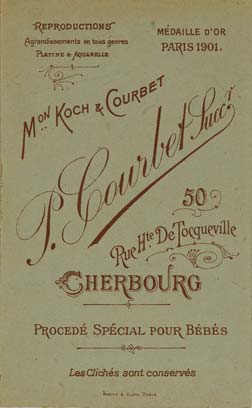 Reproductions
Agrandissements en tous genres
Platine & Aquarelle
Médaille d'Or
Paris 1901.
Mon Koch & Courbet
P. Courbet Succr
50
Rue Hte De Tocqueville
Cherbourg
Procedé Spécial pour Bébés
Les Clichés sont conservés
Paris